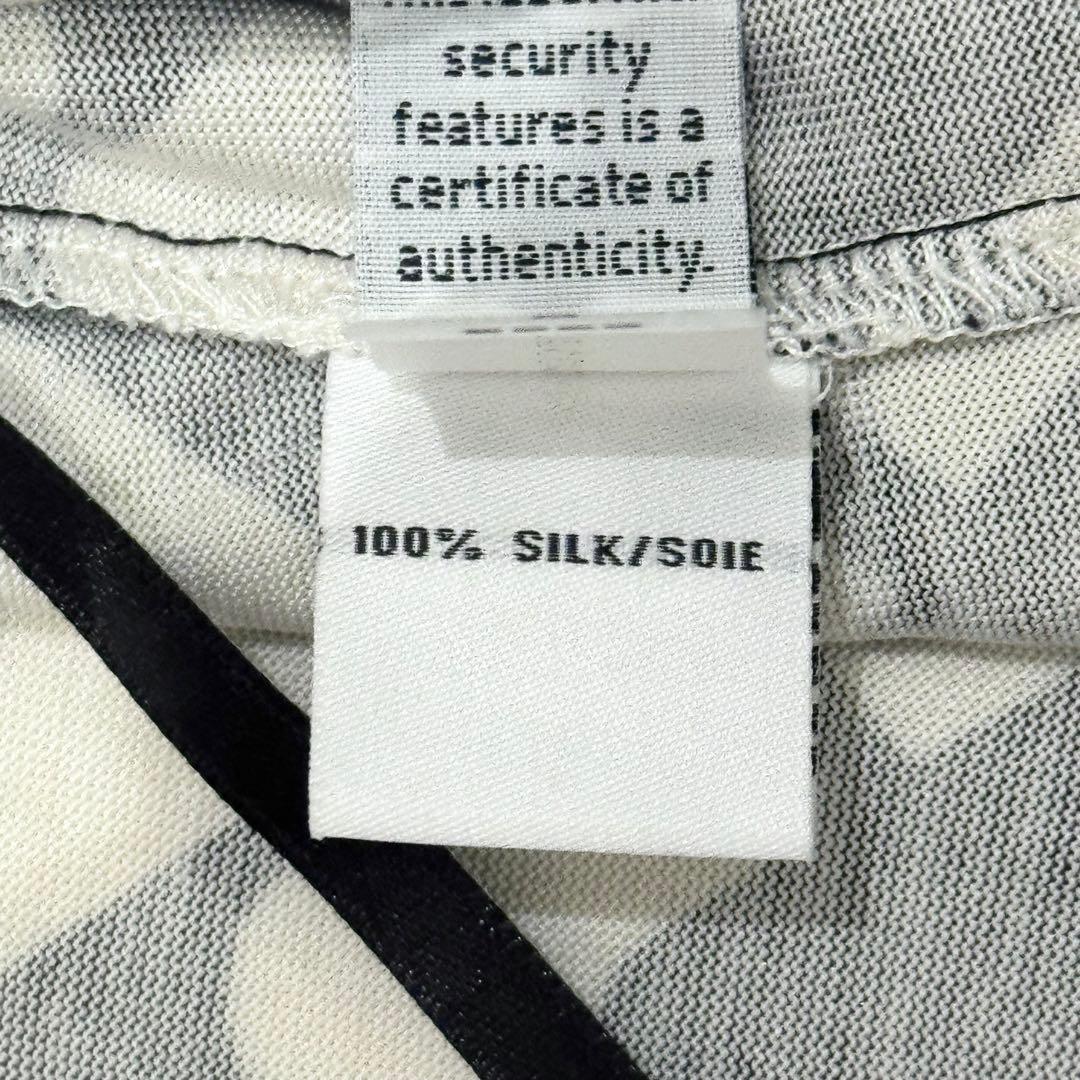 security
features is a
certificate of
authenticity.
100% SILK/SOIE